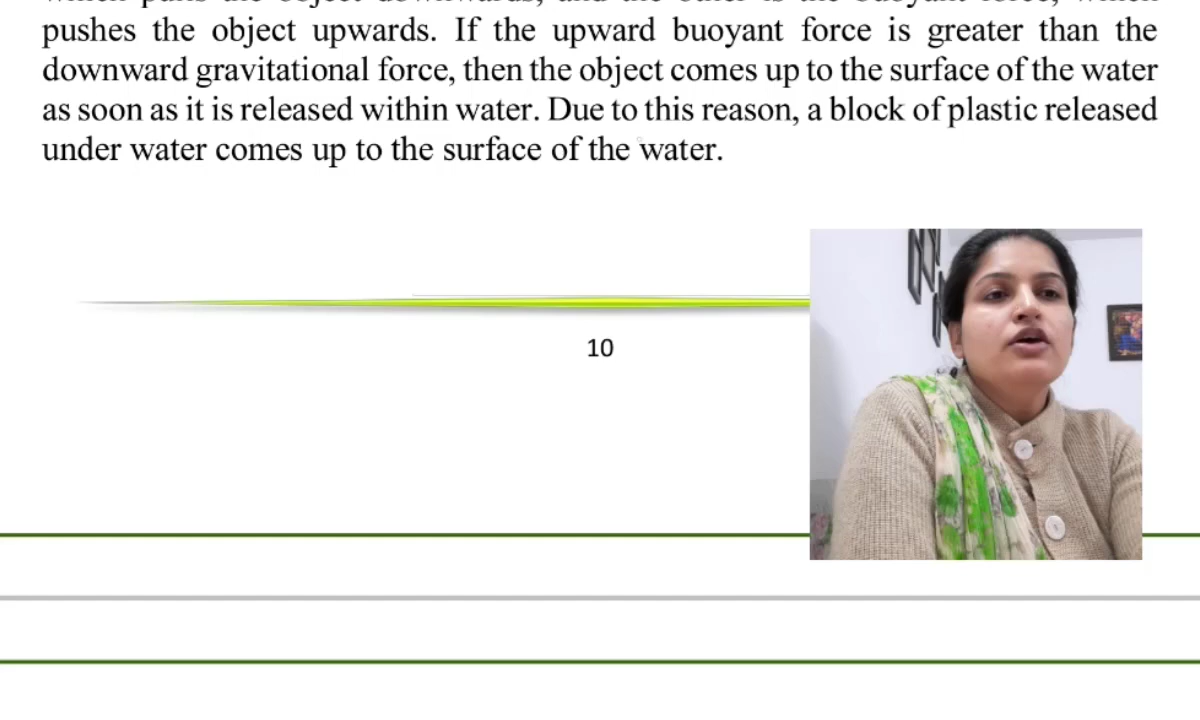 pushes the object upwards. If the upward buoyant force is greater than the
downward gravitational force, then the object comes up to the surface of the water
as soon as it is released within water. Due to this reason, a block of plastic released
under water comes up to the surface of the water.
10